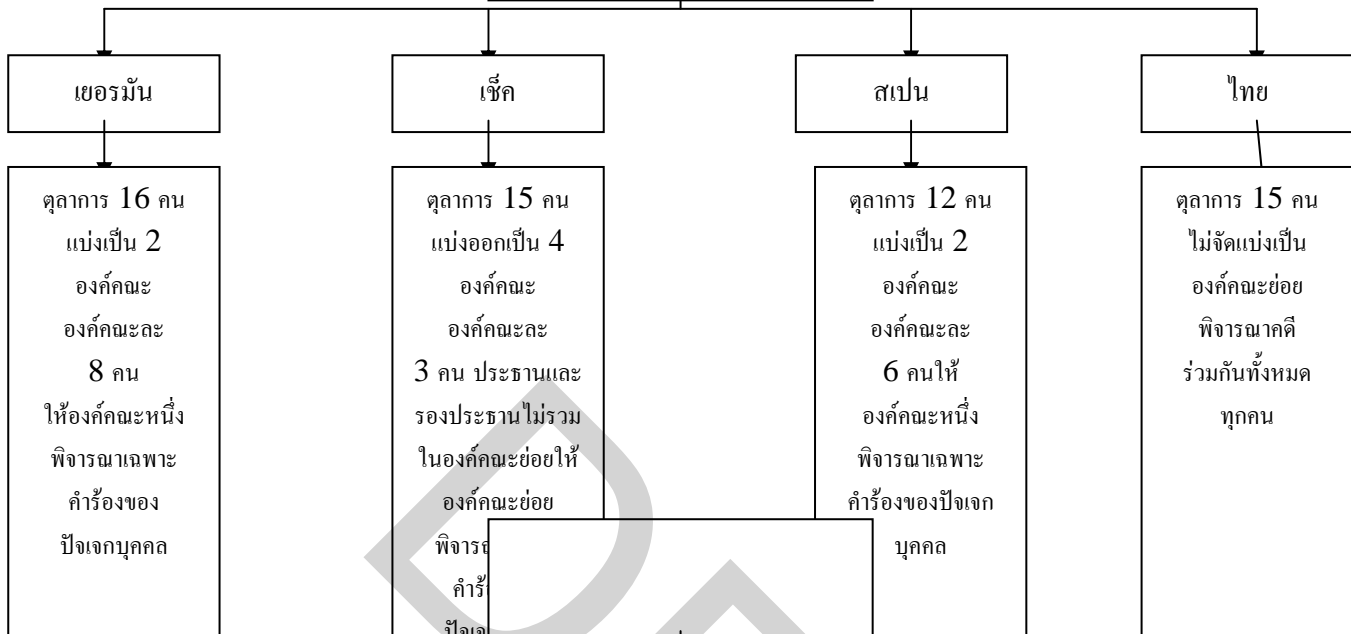 เยอรมัน
เช็ค
สเปน
ไทย
ตุลาการ 16 คน
แบ่งเป็น 2
องค์คณะ
องค์คณะละ
8 คน
ให้องค์คณะหนึ่ง
พิจารณาเฉพาะ
คำร้องของ
ปัจเจกบุคคล
ตุลาการ 15 คน
แบ่งออกเป็น 4
องค์คณะ
องค์คณะละ
3 คน ประธานและ
รองประธานไม่รวม
ในองค์คณะย่อยให้
องค์คณะย่อย
ตุลาการ 12 คน
แบ่งเป็น 2
องค์คณะ
องค์คณะละ
6 คนให้
องค์คณะหนึ่ง
พิจารณาเฉพาะ
คำร้องของปัจเจก
บุคคล
ตุลาการ 15 คน
ไม่จัดแบ่งเป็น
องค์คณะย่อย
พิจารณาคดี
ร่วมกันทั้งหมด
ทุกคน